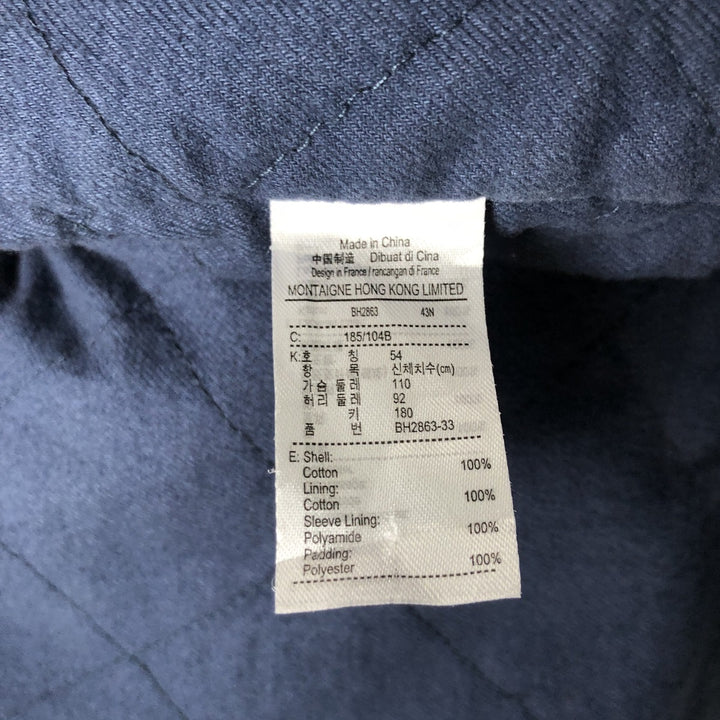 Made in China
中国制造 Dibuat di Cina
Design in France / rancangan di France
MONTAIGNE HONG KONG LIMITED
BH2863 43N
C: 185/104B
K: 호 칭 54
항 목 신체치수(cm)
가슴 둘레 110
허리 둘레 92
키 180
품 번 BH2863-33
E: Shell:
Cotton 100%
Lining:
Cotton 100%
Sleeve Lining:
Polyamide 100%
Padding:
Polyester 100%